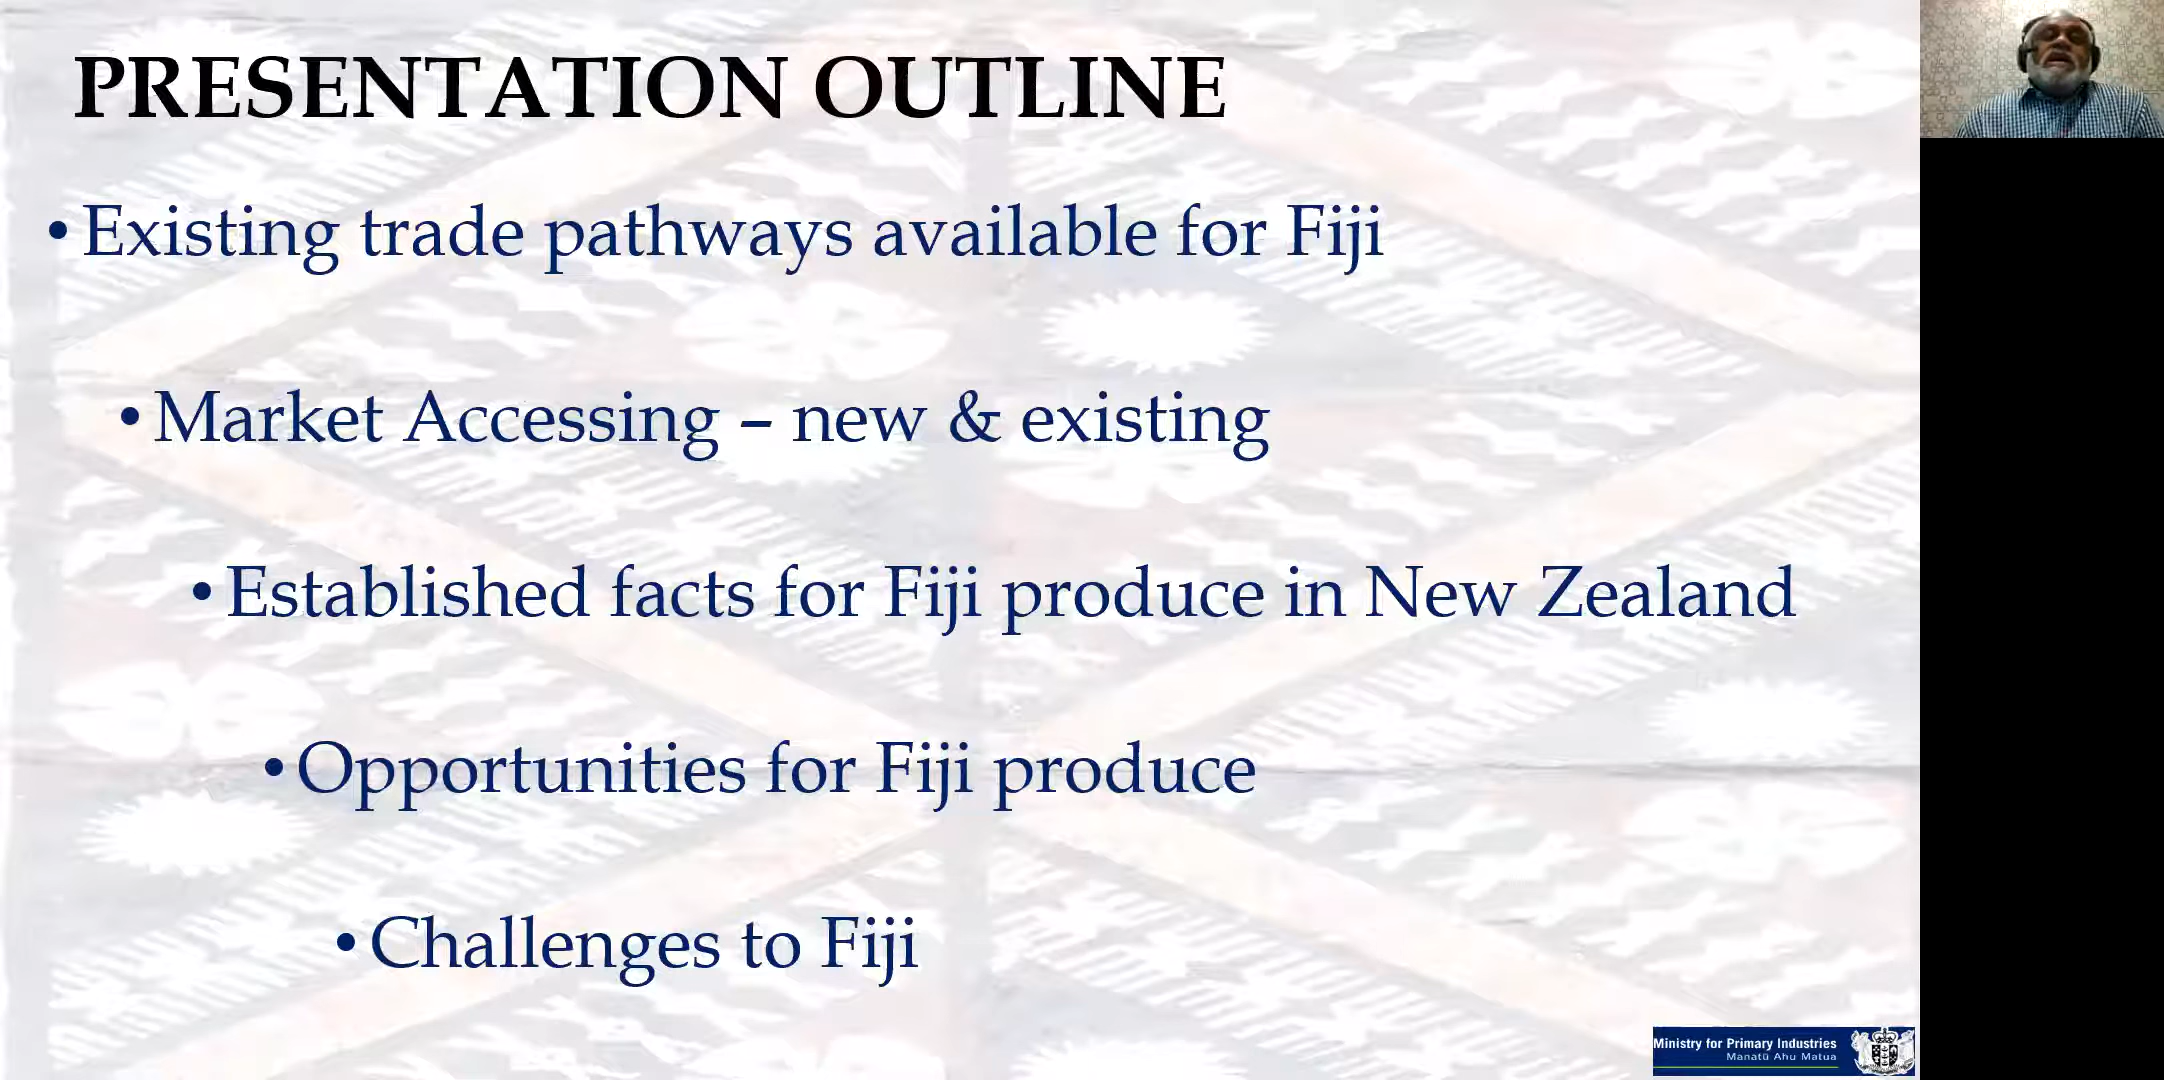 PRESENTATION OUTLINE
• Existing trade pathways available for Fiji
• Market Accessing – new & existing
• Established facts for Fiji produce in New Zealand
• Opportunities for Fiji produce
• Challenges to Fiji
Ministry for Primary Industries
Manatū Ahu Matua